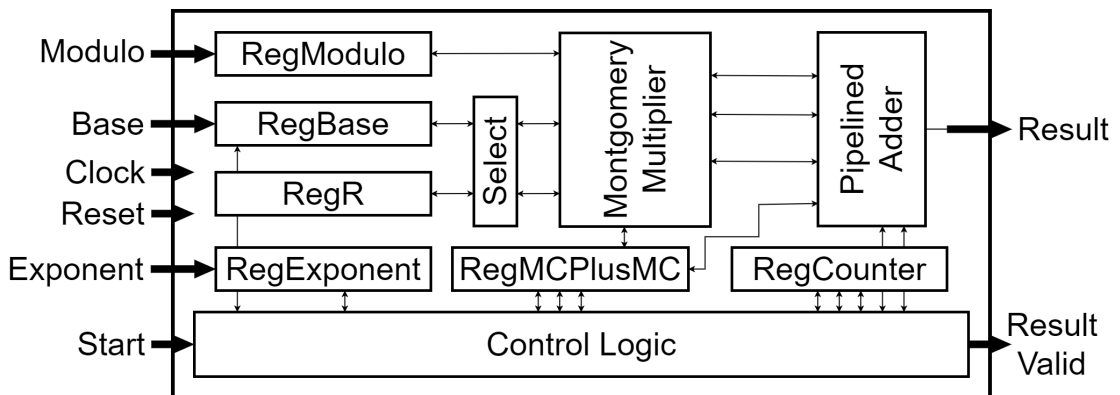 Modulo
RegModulo
Base
RegBase
Clock
RegR
Reset
Select
Montgomery
Multiplier
Pipelined
Adder
Result
Exponent
RegExponent
RegMCPlusMC
RegCounter
Start
Control Logic
Result
Valid